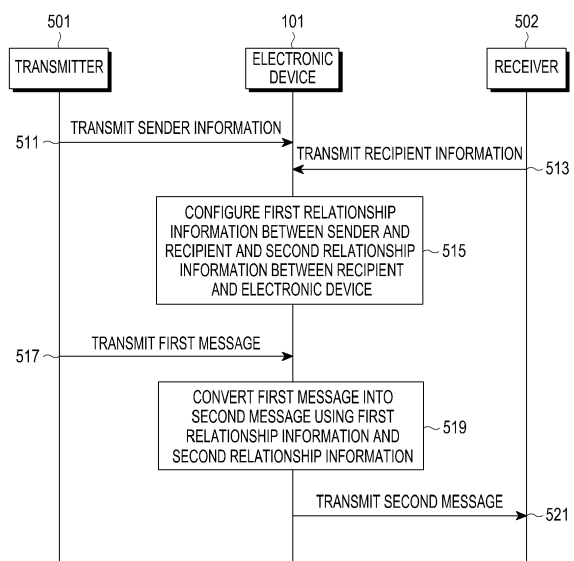 501
101
502
TRANSMITTER
ELECTRONIC
DEVICE
RECEIVER
TRANSMIT SENDER INFORMATION
511
TRANSMIT RECIPIENT INFORMATION
513
CONFIGURE FIRST RELATIONSHIP
INFORMATION BETWEEN SENDER AND
RECIPIENT AND SECOND RELATIONSHIP
INFORMATION BETWEEN RECIPIENT
AND ELECTRONIC DEVICE
515
TRANSMIT FIRST MESSAGE
517
CONVERT FIRST MESSAGE INTO
SECOND MESSAGE USING FIRST
RELATIONSHIP INFORMATION AND
SECOND RELATIONSHIP INFORMATION
519
TRANSMIT SECOND MESSAGE
521